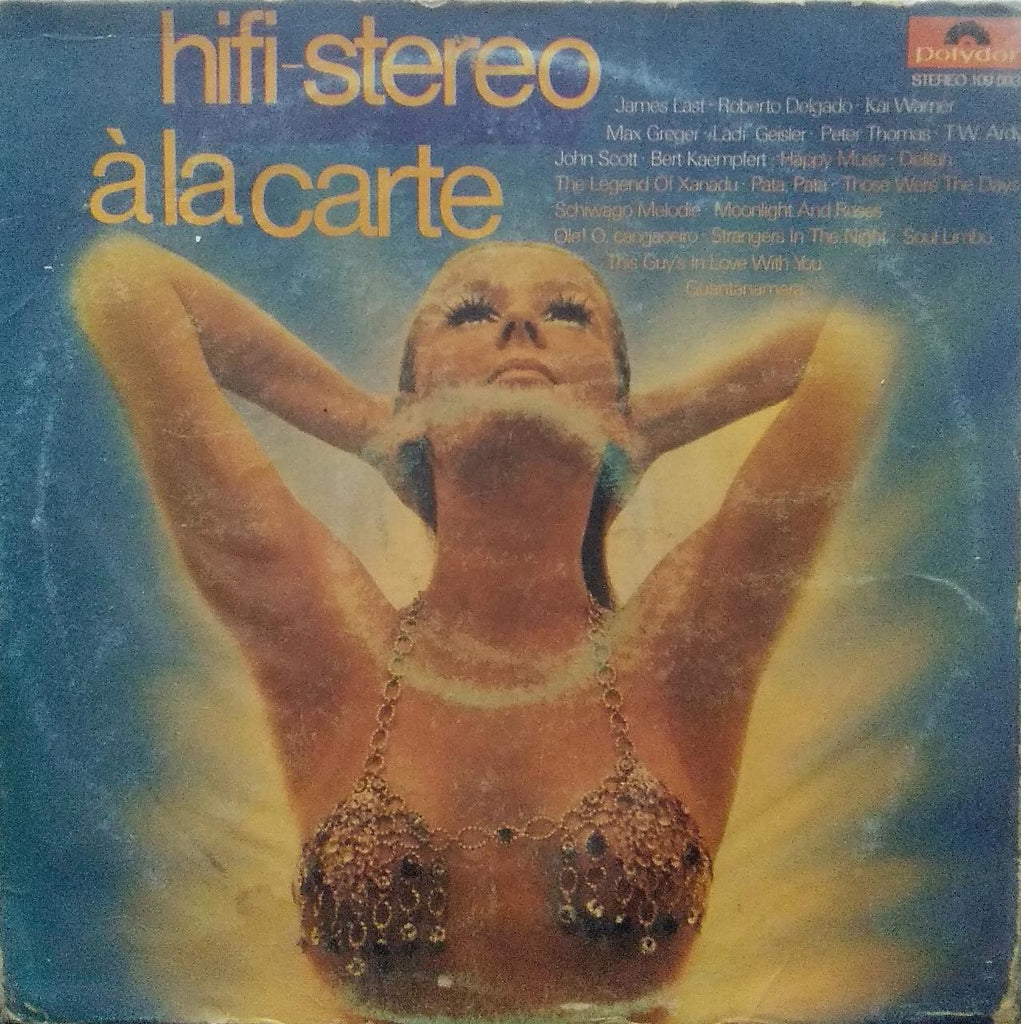 hifi-stereo
à la carte
Polydor
STEREO 109
James Last · Roberto Delgado · Kai Warner
Max Greger · Ladi Geisler · Peter Thomas · T.W. Ardy
John Scott · Bert Kaempfert · Happy Music · Delilah
The Legend Of Xanadu · Pata, Pata · Those Were The Days
Schiwago Melodie · Moonlight And Roses
Ole! O. cangaceiro · Strangers In The Night · Soul Limbo
This Guy's In Love With You
Guantanamera